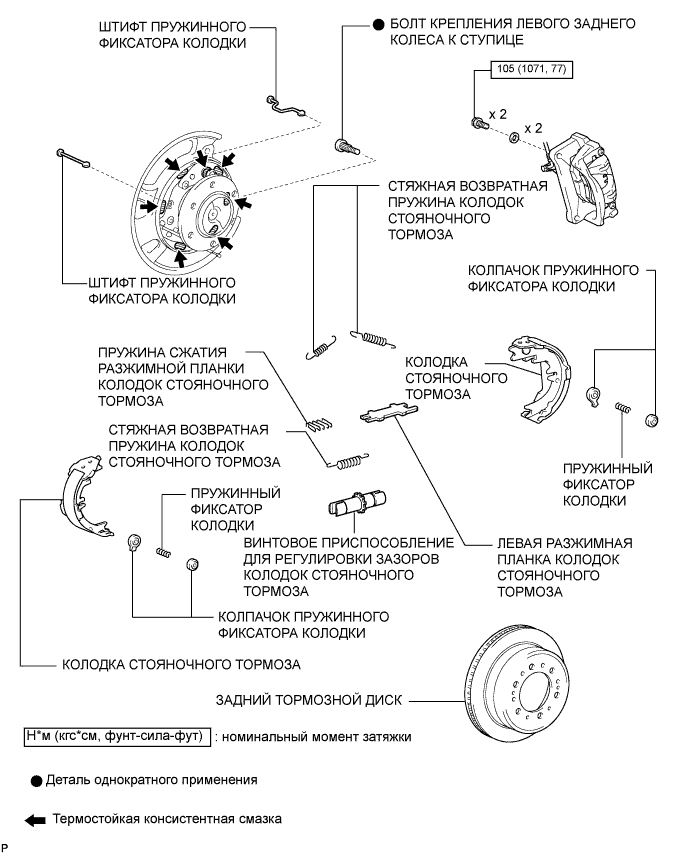 ШТИФТ ПРУЖИННОГО
ФИКСАТОРА КОЛОДКИ
БОЛТ КРЕПЛЕНИЯ ЛЕВОГО ЗАДНЕГО
КОЛЕСА К СТУПИЦЕ
105 (1071, 77)
x 2
x 2
СТЯЖНАЯ ВОЗВРАТНАЯ
ПРУЖИНА КОЛОДОК
СТОЯНОЧНОГО
ТОРМОЗА
ШТИФТ ПРУЖИННОГО
ФИКСАТОРА КОЛОДКИ
КОЛПАЧОК ПРУЖИННОГО
ФИКСАТОРА КОЛОДКИ
ПРУЖИНА СЖАТИЯ
РАЗЖИМНОЙ ПЛАНКИ
КОЛОДОК СТОЯНОЧНОГО
ТОРМОЗА
КОЛОДКА
СТОЯНОЧНОГО
ТОРМОЗА
СТЯЖНАЯ ВОЗВРАТНАЯ
ПРУЖИНА КОЛОДОК
СТОЯНОЧНОГО ТОРМОЗА
ПРУЖИННЫЙ
ФИКСАТОР
КОЛОДКИ
ПРУЖИННЫЙ
ФИКСАТОР
КОЛОДКИ
ВИНТОВОЕ ПРИСПОСОБЛЕНИЕ
ДЛЯ РЕГУЛИРОВКИ ЗАЗОРОВ
КОЛОДОК СТОЯНОЧНОГО
ТОРМОЗА
ЛЕВАЯ РАЗЖИМНАЯ
ПЛАНКА КОЛОДОК
СТОЯНОЧНОГО
ТОРМОЗА
КОЛПАЧОК ПРУЖИННОГО
ФИКСАТОРА КОЛОДКИ
КОЛОДКА СТОЯНОЧНОГО ТОРМОЗА
ЗАДНИЙ ТОРМОЗНОЙ ДИСК
Н*м (кгс*см, фунт-сила-фут) : номинальный момент затяжки
Деталь однократного применения
Термостойкая консистентная смазка
P